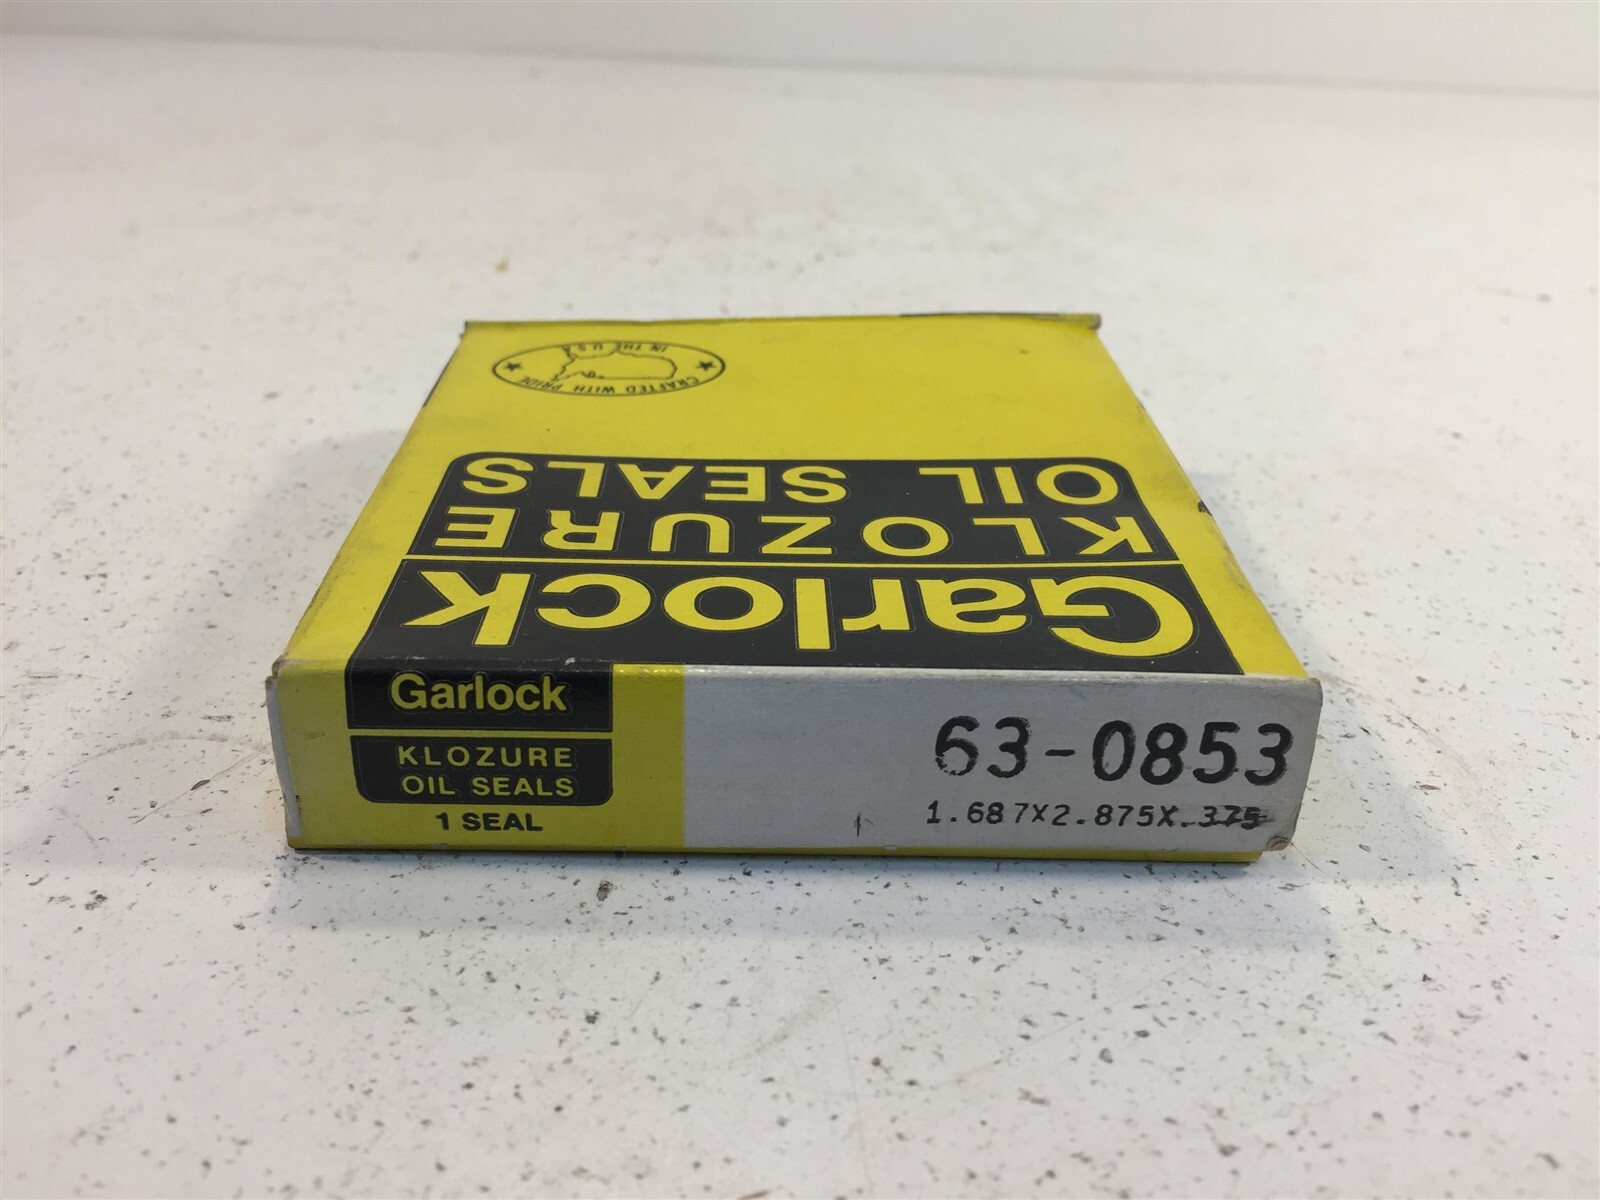 CRAFTED WITH PRIDE
IN THE U.S.A.
Garlock
KLOZURE
OIL SEALS
Garlock
KLOZURE
OIL SEALS
1 SEAL
63-0853
1.687X2.875X.375